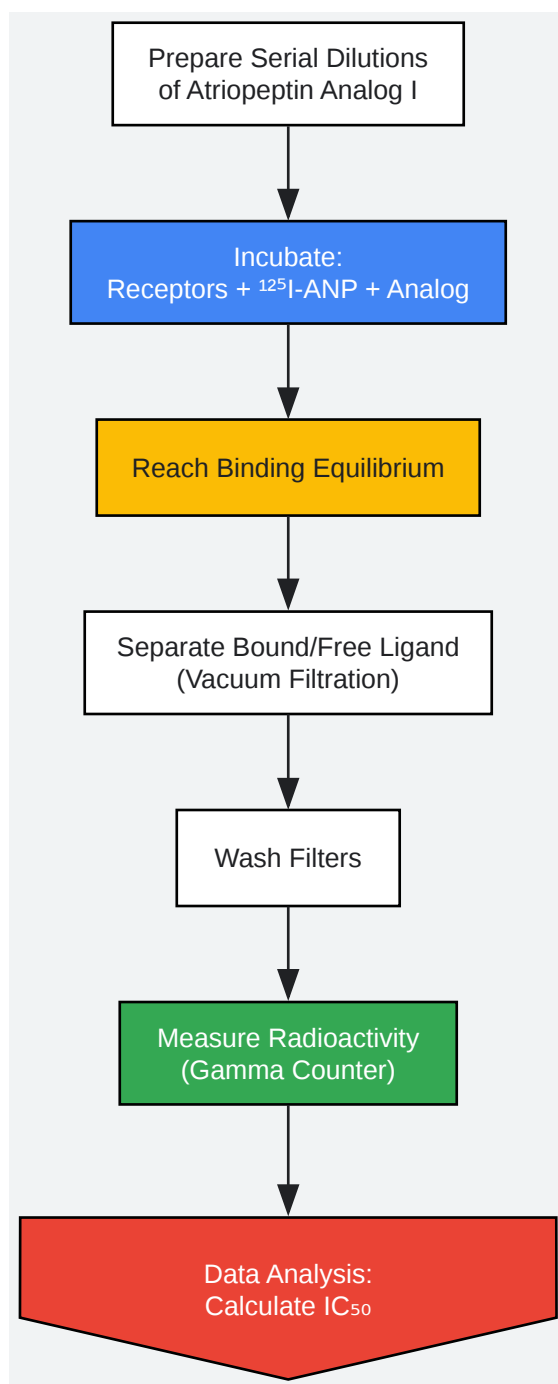 Prepare Serial Dilutions
of Atriopeptin Analog I
Incubate:
Receptors + ¹²⁵I-ANP + Analog
Reach Binding Equilibrium
Separate Bound/Free Ligand
(Vacuum Filtration)
Wash Filters
Measure Radioactivity
(Gamma Counter)
Data Analysis:
Calculate IC₅₀